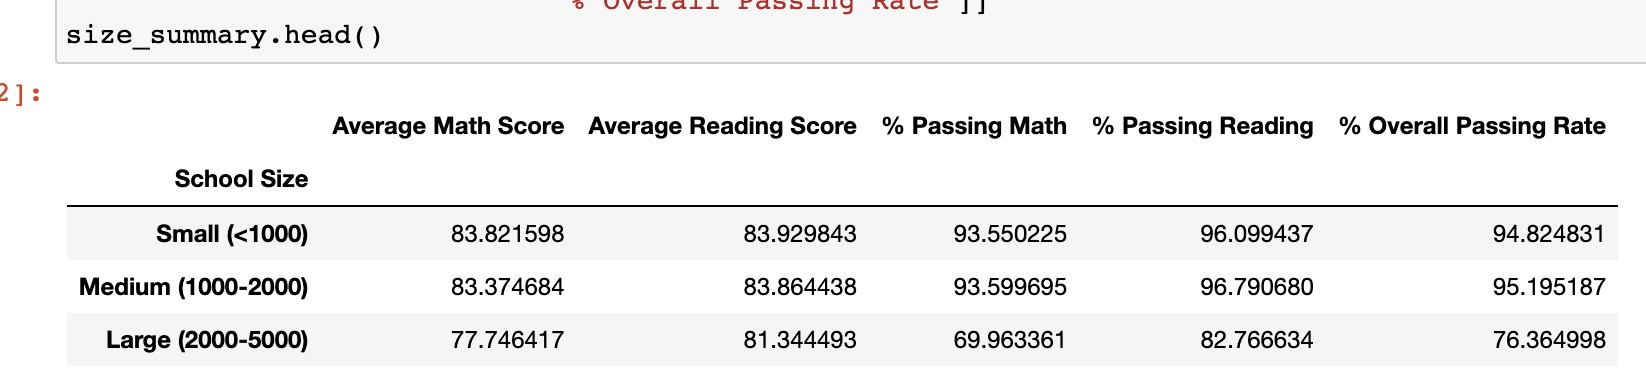 % Overall Passing Rate']]
size_summary.head()
2]:
Average Math Score Average Reading Score % Passing Math % Passing Reading % Overall Passing Rate
School Size
Small (<1000) 83.821598 83.929843 93.550225 96.099437 94.824831
Medium (1000-2000) 83.374684 83.864438 93.599695 96.790680 95.195187
Large (2000-5000) 77.746417 81.344493 69.963361 82.766634 76.364998